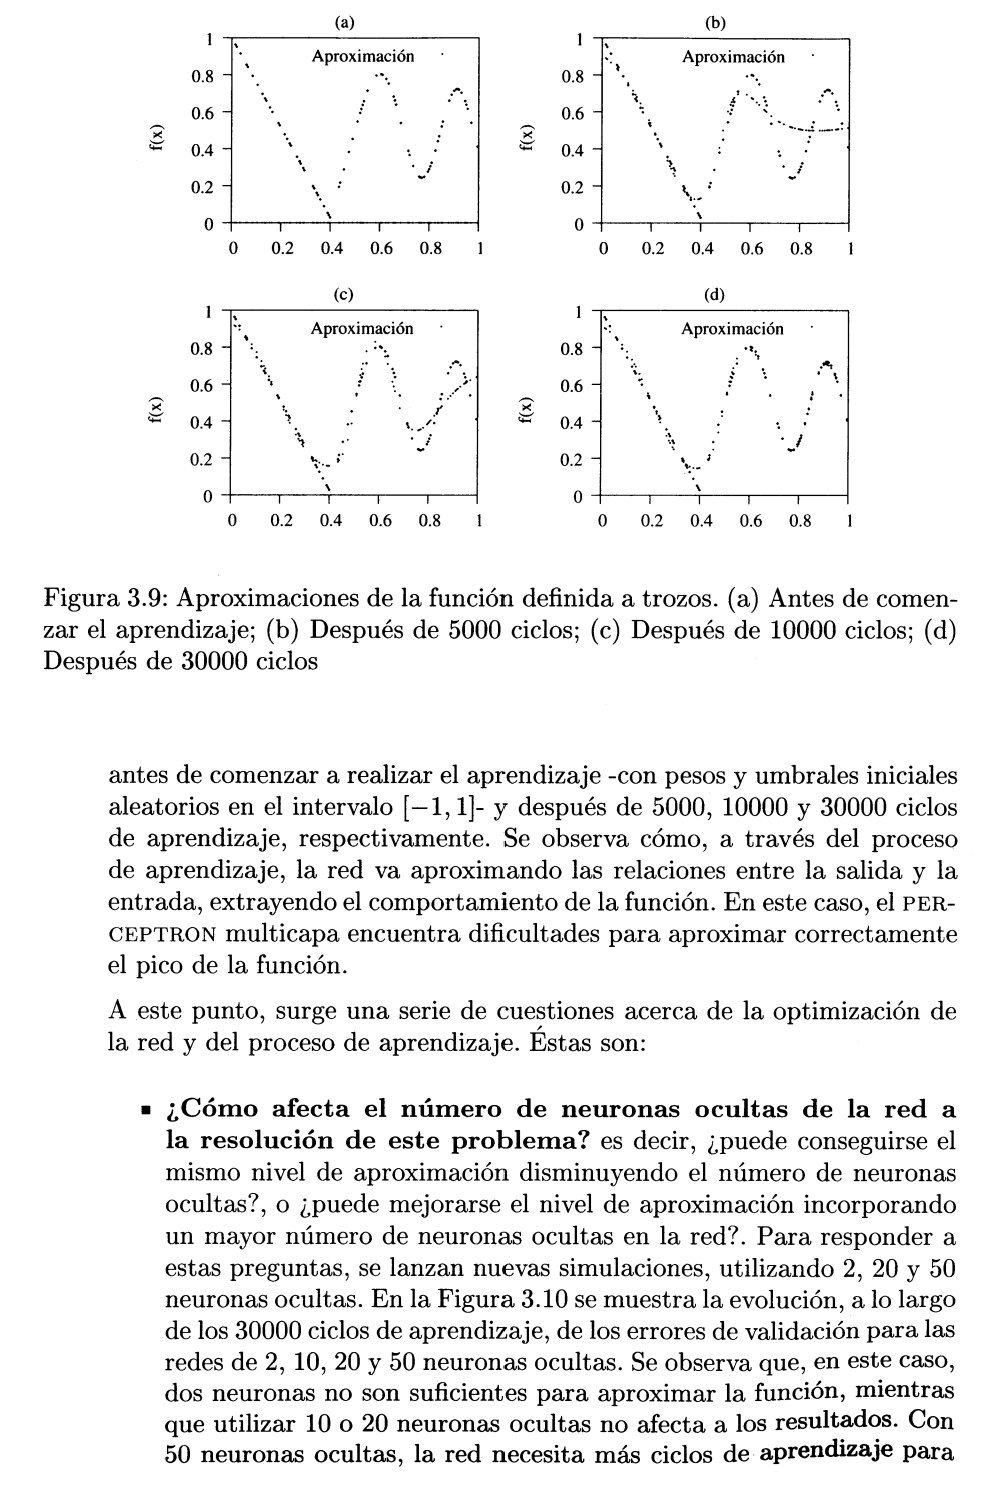 (a)
Aproximación
f(x)
1
0.8
0.6
0.4
0.2
0
0 0.2 0.4 0.6 0.8 1
(b)
Aproximación
f(x)
1
0.8
0.6
0.4
0.2
0
0 0.2 0.4 0.6 0.8 1
(c)
Aproximación
f(x)
1
0.8
0.6
0.4
0.2
0
0 0.2 0.4 0.6 0.8 1
(d)
Aproximación
f(x)
1
0.8
0.6
0.4
0.2
0
0 0.2 0.4 0.6 0.8 1
Figura 3.9: Aproximaciones de la función definida a trozos. (a) Antes de comen-
zar el aprendizaje; (b) Después de 5000 ciclos; (c) Después de 10000 ciclos; (d)
Después de 30000 ciclos
antes de comenzar a realizar el aprendizaje -con pesos y umbrales iniciales
aleatorios en el intervalo [−1, 1]- y después de 5000, 10000 y 30000 ciclos
de aprendizaje, respectivamente. Se observa cómo, a través del proceso
de aprendizaje, la red va aproximando las relaciones entre la salida y la
entrada, extrayendo el comportamiento de la función. En este caso, el PER-
CEPTRON multicapa encuentra dificultades para aproximar correctamente
el pico de la función.
A este punto, surge una serie de cuestiones acerca de la optimización de
la red y del proceso de aprendizaje. Éstas son:
▪ ¿Cómo afecta el número de neuronas ocultas de la red a
la resolución de este problema? es decir, ¿puede conseguirse el
mismo nivel de aproximación disminuyendo el número de neuronas
ocultas?, o ¿puede mejorarse el nivel de aproximación incorporando
un mayor número de neuronas ocultas en la red?. Para responder a
estas preguntas, se lanzan nuevas simulaciones, utilizando 2, 20 y 50
neuronas ocultas. En la Figura 3.10 se muestra la evolución, a lo largo
de los 30000 ciclos de aprendizaje, de los errores de validación para las
redes de 2, 10, 20 y 50 neuronas ocultas. Se observa que, en este caso,
dos neuronas no son suficientes para aproximar la función, mientras
que utilizar 10 o 20 neuronas ocultas no afecta a los resultados. Con
50 neuronas ocultas, la red necesita más ciclos de aprendizaje para